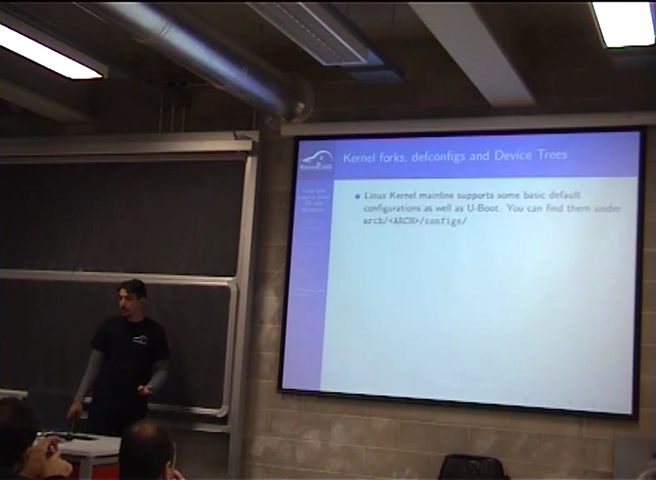 Kernel forks, defconfigs and Device Trees
Linux Kernel mainline supports some basic default
configurations as well as U-Boot. You can find them under
arch/<ARCH>/configs/